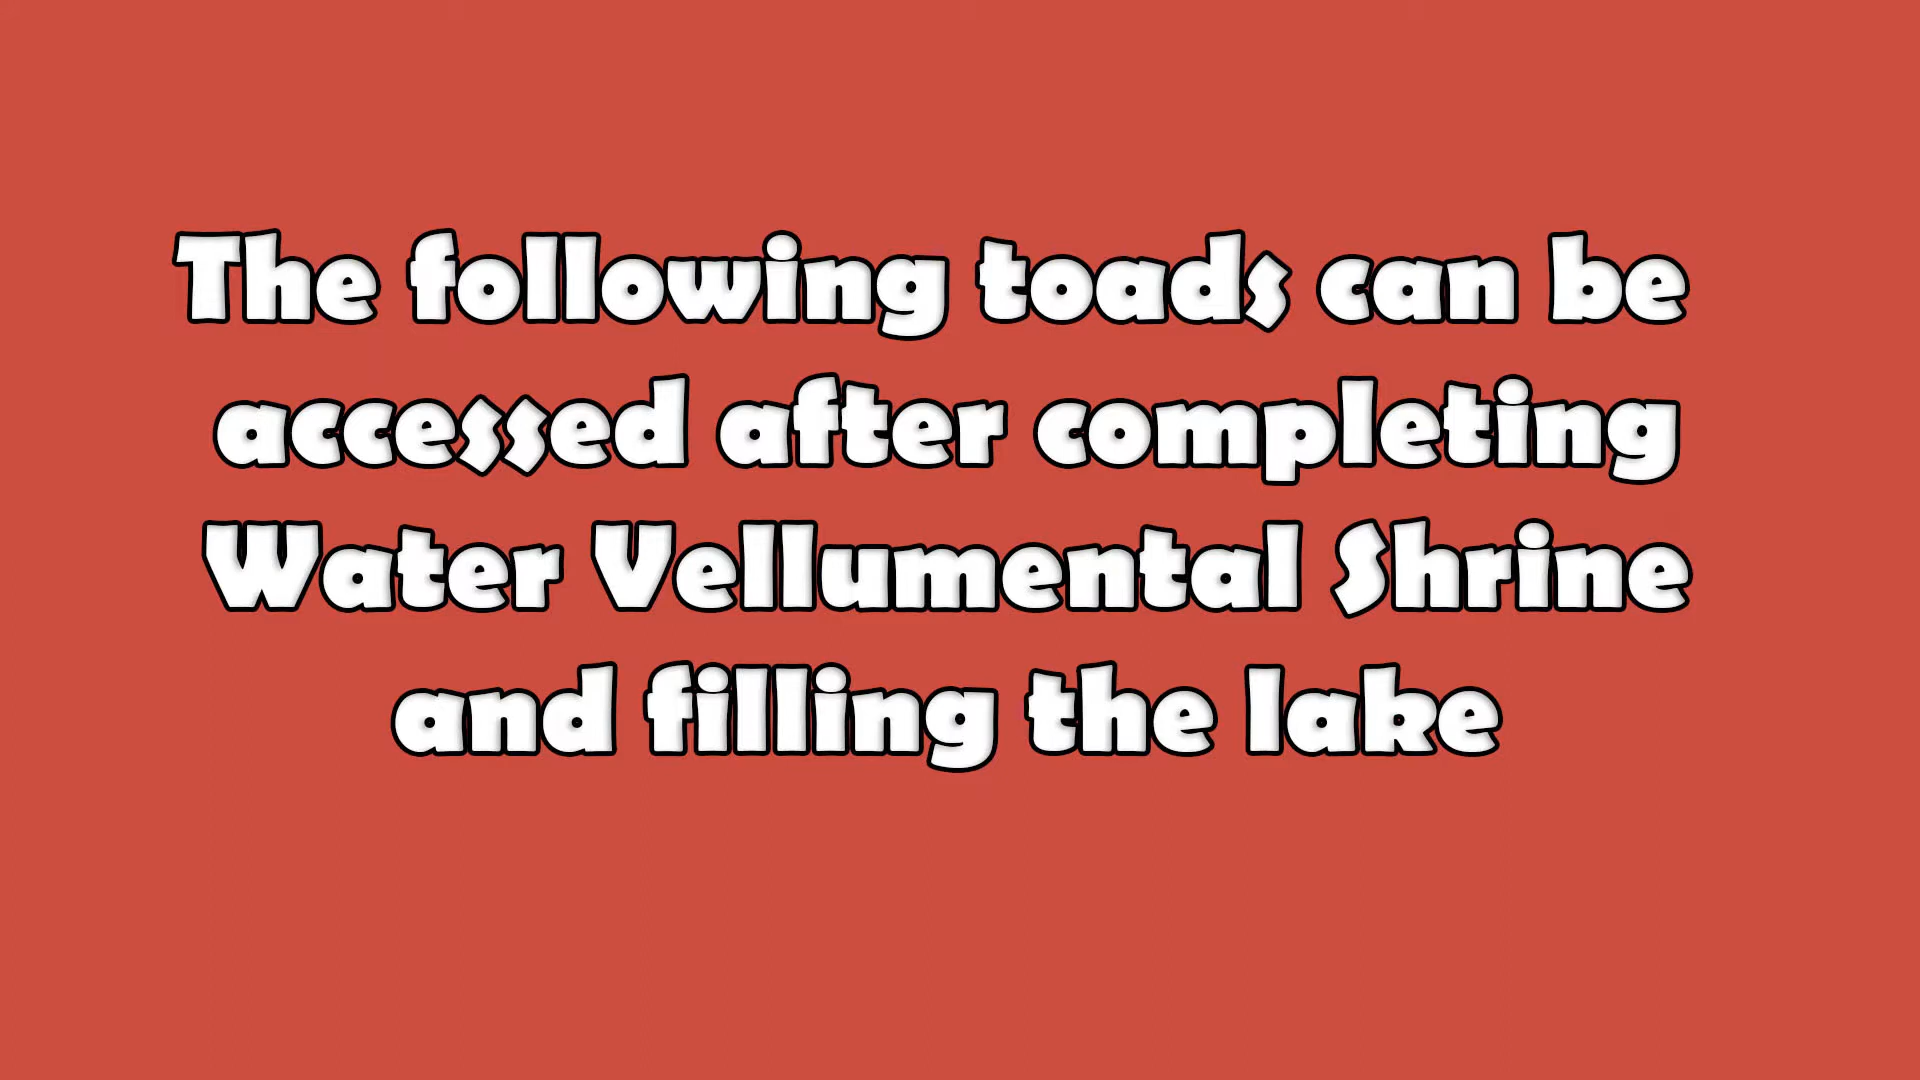 The following toads can be
accessed after completing
Water Vellumental Shrine
and filling the lake